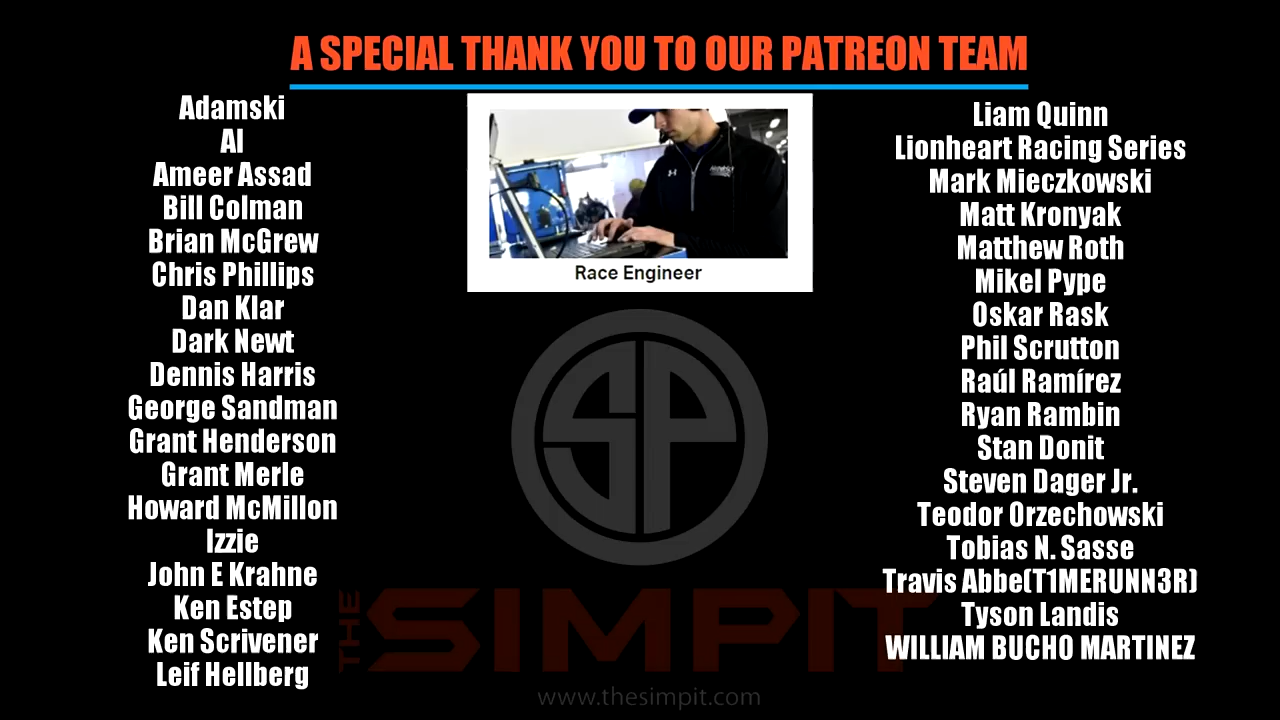 A SPECIAL THANK YOU TO OUR PATREON TEAM
Adamski
Al
Ameer Assad
Bill Colman
Brian McGrew
Chris Phillips
Dan Klar
Dark Newt
Dennis Harris
George Sandman
Grant Henderson
Grant Merle
Howard McMillon
Izzie
John E Krahne
Ken Estep
Ken Scrivener
Leif Hellberg
Race Engineer
SP
THE SIMPIT
www.thesimpit.com
Liam Quinn
Lionheart Racing Series
Mark Mieczkowski
Matt Kronyak
Matthew Roth
Mikel Pype
Oskar Rask
Phil Scrutton
Raúl Ramírez
Ryan Rambin
Stan Donit
Steven Dager Jr.
Teodor Orzechowski
Tobias N. Sasse
Travis Abbe(T1MERUNN3R)
Tyson Landis
WILLIAM BUCHO MARTINEZ